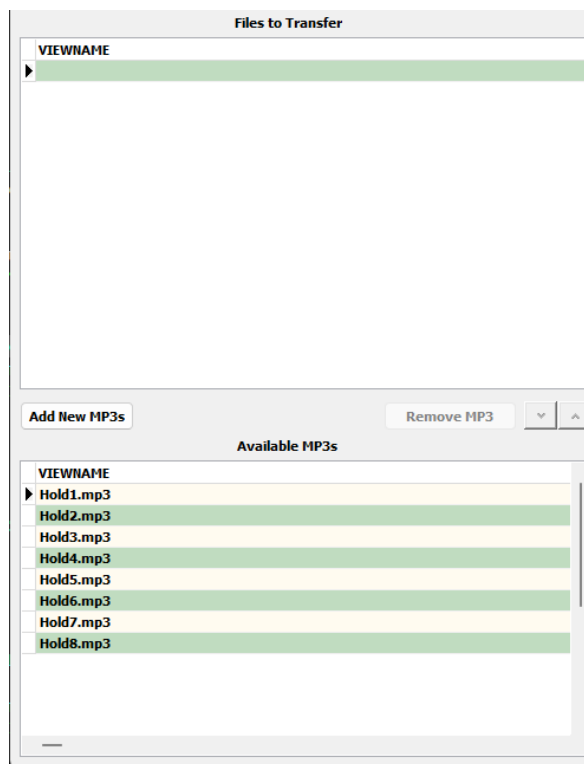 Files to Transfer
VIEWNAME
Add New MP3s
Remove MP3
Available MP3s
VIEWNAME
Hold1.mp3
Hold2.mp3
Hold3.mp3
Hold4.mp3
Hold5.mp3
Hold6.mp3
Hold7.mp3
Hold8.mp3